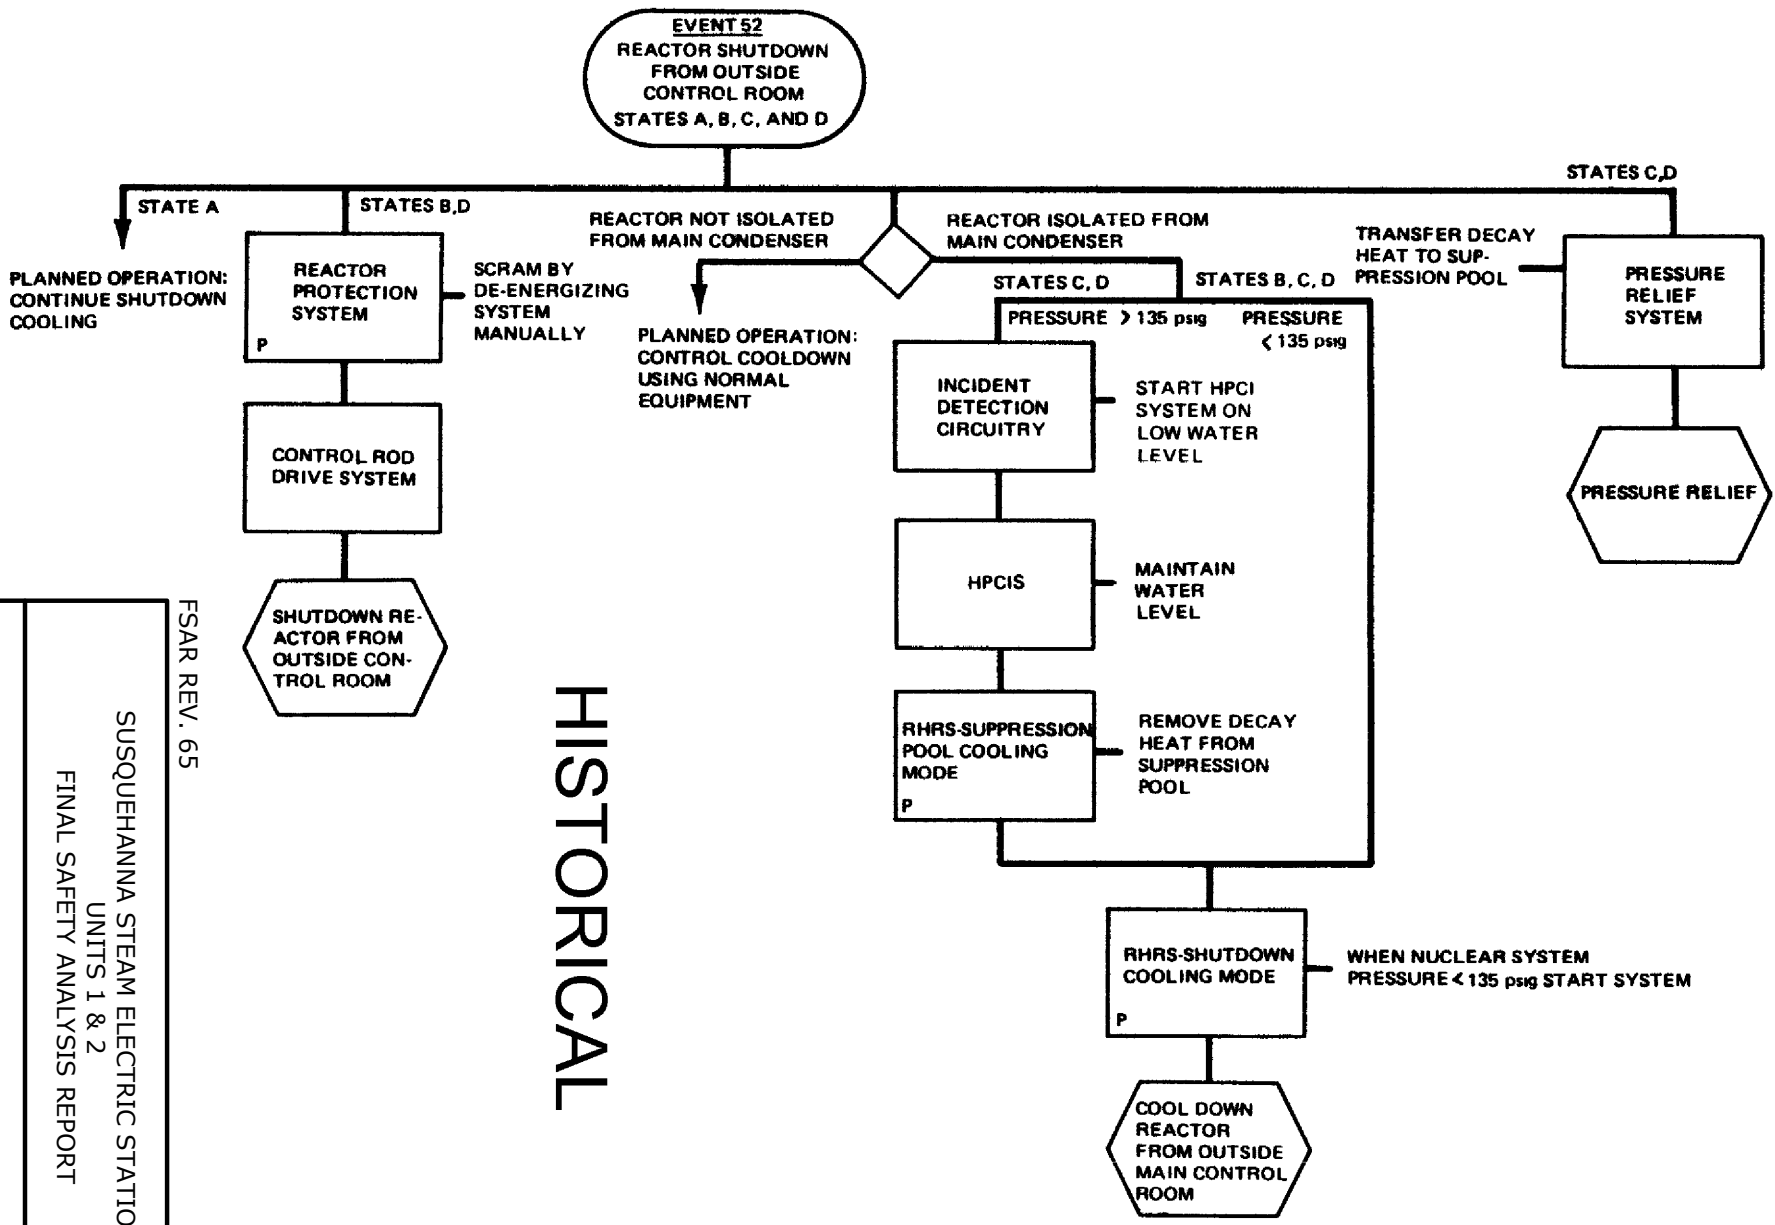 EVENT 52
REACTOR SHUTDOWN
FROM OUTSIDE
CONTROL ROOM
STATES A, B, C, AND D
STATE A
PLANNED OPERATION:
CONTINUE SHUTDOWN
COOLING
STATES B,D
REACTOR
PROTECTION
SYSTEM
P
SCRAM BY
DE-ENERGIZING
SYSTEM
MANUALLY
CONTROL ROD
DRIVE SYSTEM
SHUTDOWN RE-
ACTOR FROM
OUTSIDE CON-
TROL ROOM
REACTOR NOT ISOLATED
FROM MAIN CONDENSER
PLANNED OPERATION:
CONTROL COOLDOWN
USING NORMAL
EQUIPMENT
REACTOR ISOLATED FROM
MAIN CONDENSER
STATES C, D
PRESSURE > 135 psig
STATES B, C, D
PRESSURE
< 135 psig
INCIDENT
DETECTION
CIRCUITRY
START HPCI
SYSTEM ON
LOW WATER
LEVEL
HPCIS
MAINTAIN
WATER
LEVEL
RHRS-SUPPRESSION
POOL COOLING
MODE
P
REMOVE DECAY
HEAT FROM
SUPPRESSION
POOL
RHRS-SHUTDOWN
COOLING MODE
P
WHEN NUCLEAR SYSTEM
PRESSURE < 135 psig START SYSTEM
COOL DOWN
REACTOR
FROM OUTSIDE
MAIN CONTROL
ROOM
STATES C,D
TRANSFER DECAY
HEAT TO SUP-
PRESSION POOL
PRESSURE
RELIEF
SYSTEM
PRESSURE RELIEF
HISTORICAL
FSAR REV. 65
SUSQUEHANNA STEAM ELECTRIC STATIO
UNITS 1 & 2
FINAL SAFETY ANALYSIS REPORT